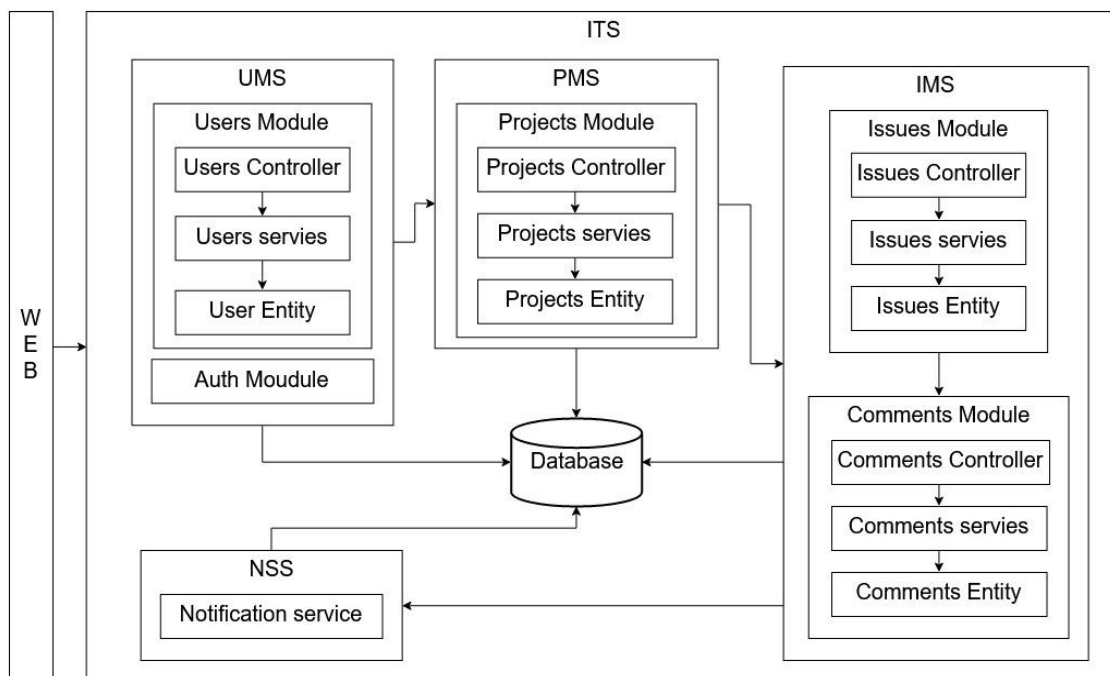 W
E
B
ITS
UMS
Users Module
Users Controller
Users servies
User Entity
Auth Moudule
PMS
Projects Module
Projects Controller
Projects servies
Projects Entity
IMS
Issues Module
Issues Controller
Issues servies
Issues Entity
Comments Module
Comments Controller
Comments servies
Comments Entity
Database
NSS
Notification service